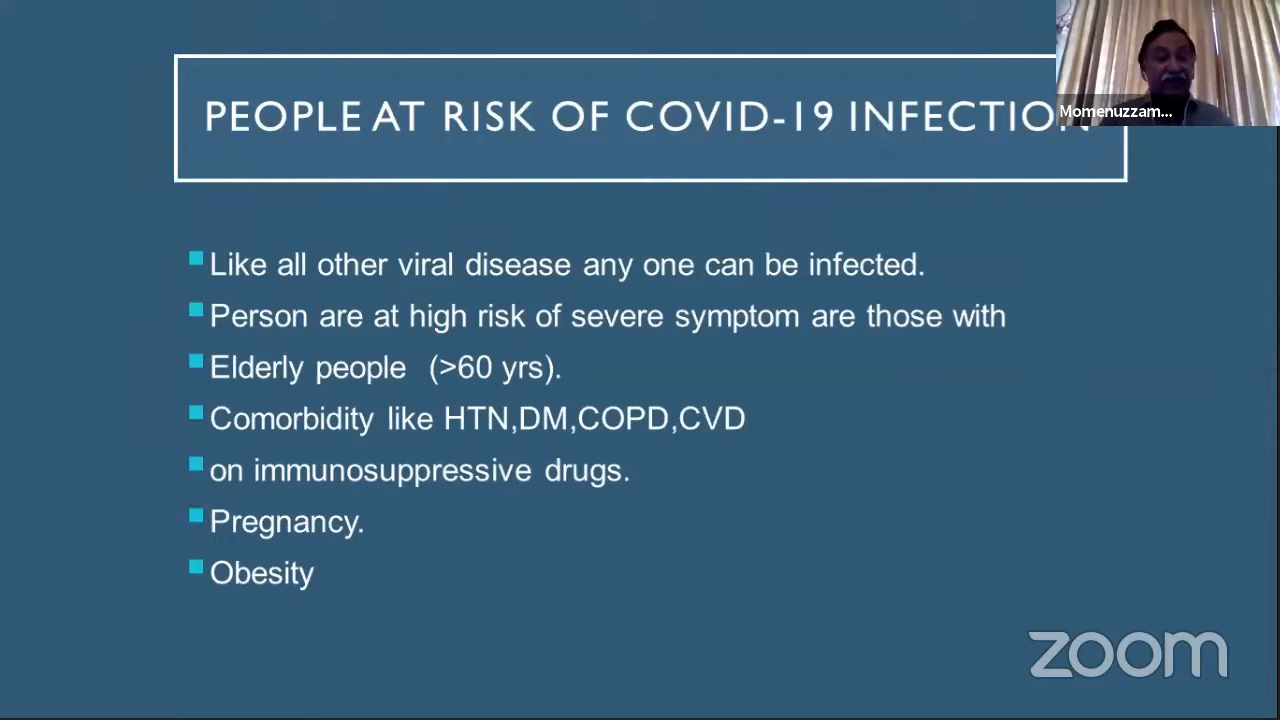 PEOPLE AT RISK OF COVID-19 INFECTION
Momenuzzam...
Like all other viral disease any one can be infected.
Person are at high risk of severe symptom are those with
Elderly people (>60 yrs).
Comorbidity like HTN,DM,COPD,CVD
on immunosuppressive drugs.
Pregnancy.
Obesity
zoom